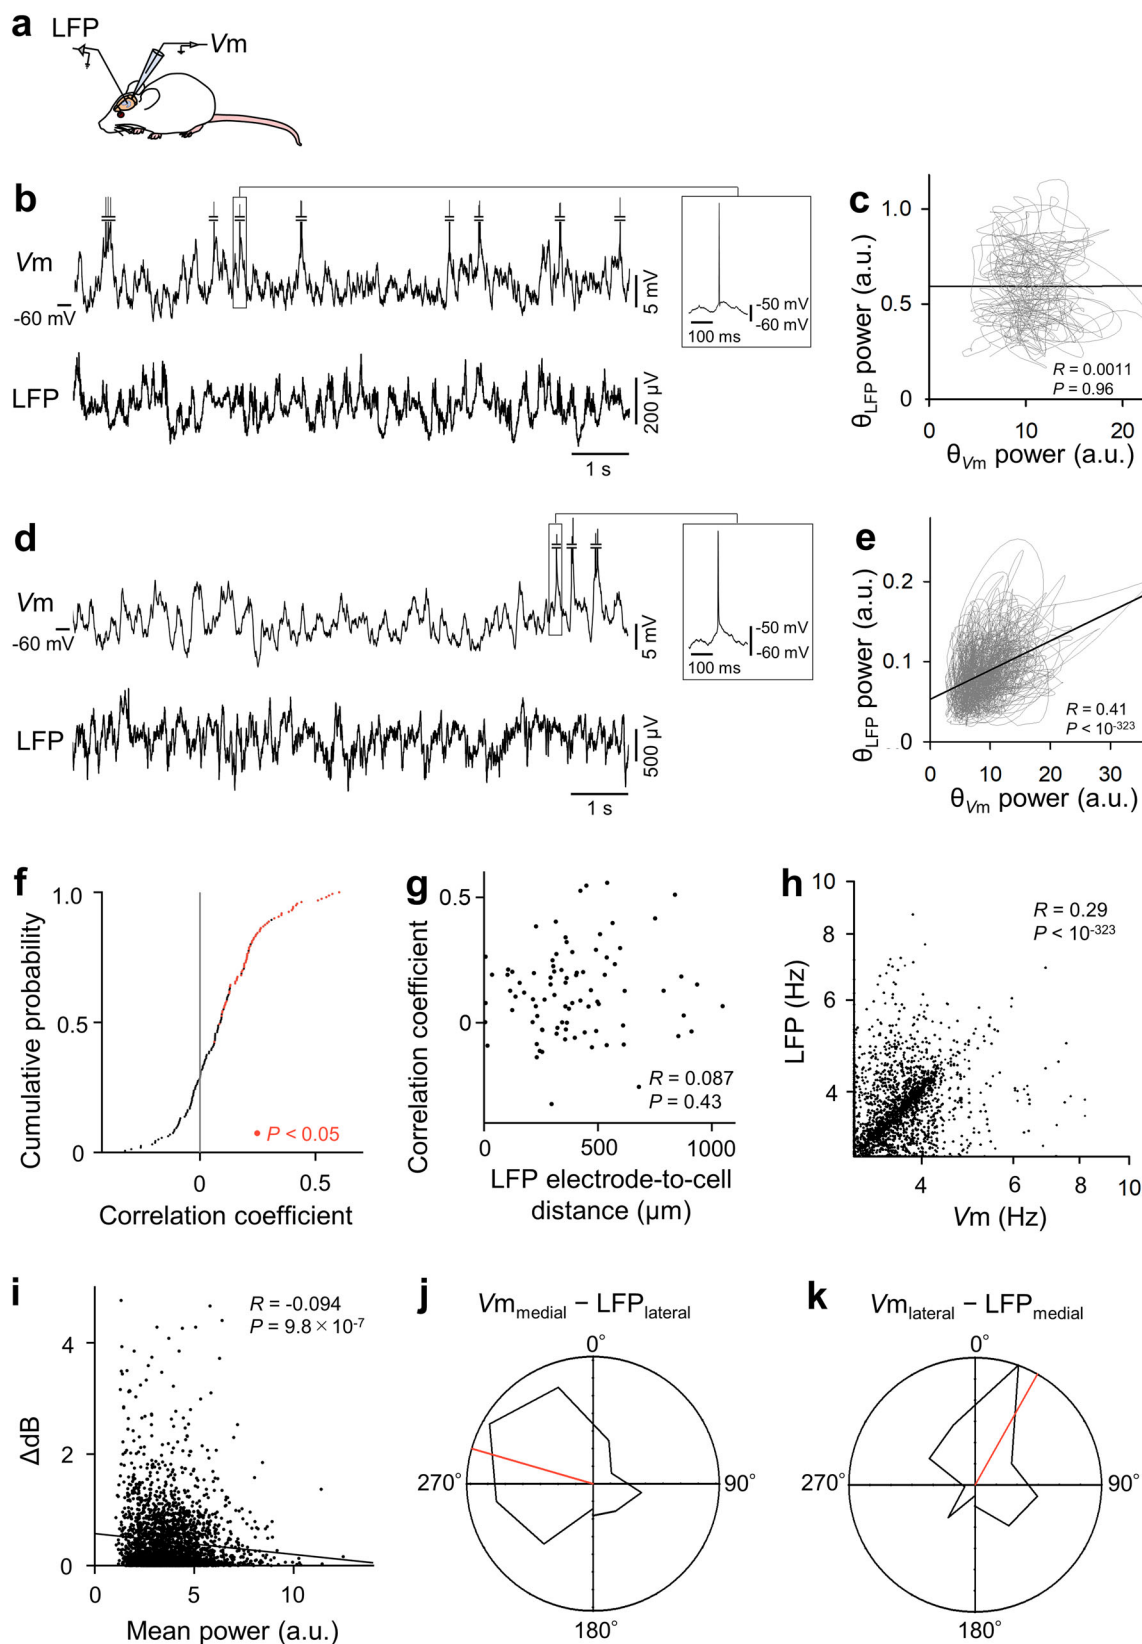 a
LFP
Vm
b
Vm
-60 mV
5 mV
-50 mV
-60 mV
100 ms
LFP
200 µV
1 s
c
1.0
0.5
0
θLFP power (a.u.)
R = 0.0011
P = 0.96
0 10 20
θVm power (a.u.)
d
Vm
-60 mV
5 mV
-50 mV
-60 mV
100 ms
LFP
500 µV
1 s
e
0.2
0.1
0
θLFP power (a.u.)
R = 0.41
P < 10-323
0 10 20 30
θVm power (a.u.)
f
1.0
0.5
0
Cumulative probability
P < 0.05
0 0.5
Correlation coefficient
g
0.5
0
Correlation coefficient
R = 0.087
P = 0.43
0 500 1000
LFP electrode-to-cell
distance (µm)
h
10
8
6
4
LFP (Hz)
R = 0.29
P < 10-323
4 6 8 10
Vm (Hz)
i
4
2
0
ΔdB
R = -0.094
P = 9.8 × 10-7
0 5 10
Mean power (a.u.)
j
Vmmedial – LFPlateral
0°
270°
90°
180°
k
Vmlateral – LFPmedial
0°
270°
90°
180°